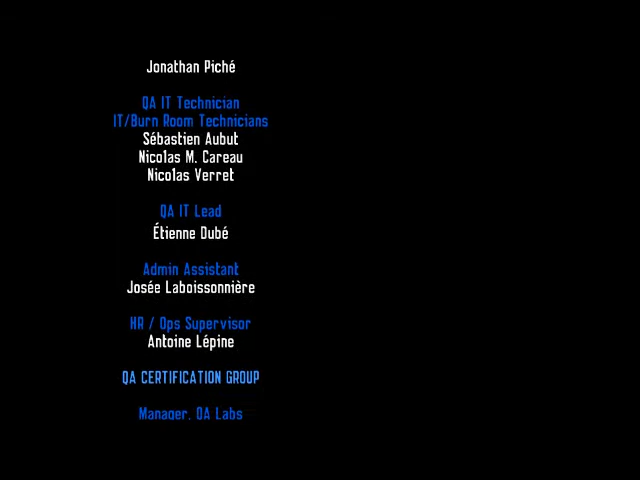 Jonathan Piché
QA IT Technician
IT/Burn Room Technicians
Sébastien Aubut
Nicolas M. Careau
Nicolas Verret
QA IT Lead
Étienne Dubé
Admin Assistant
Josée Laboissonnière
HR / Ops Supervisor
Antoine Lépine
QA CERTIFICATION GROUP
Manager, QA Labs